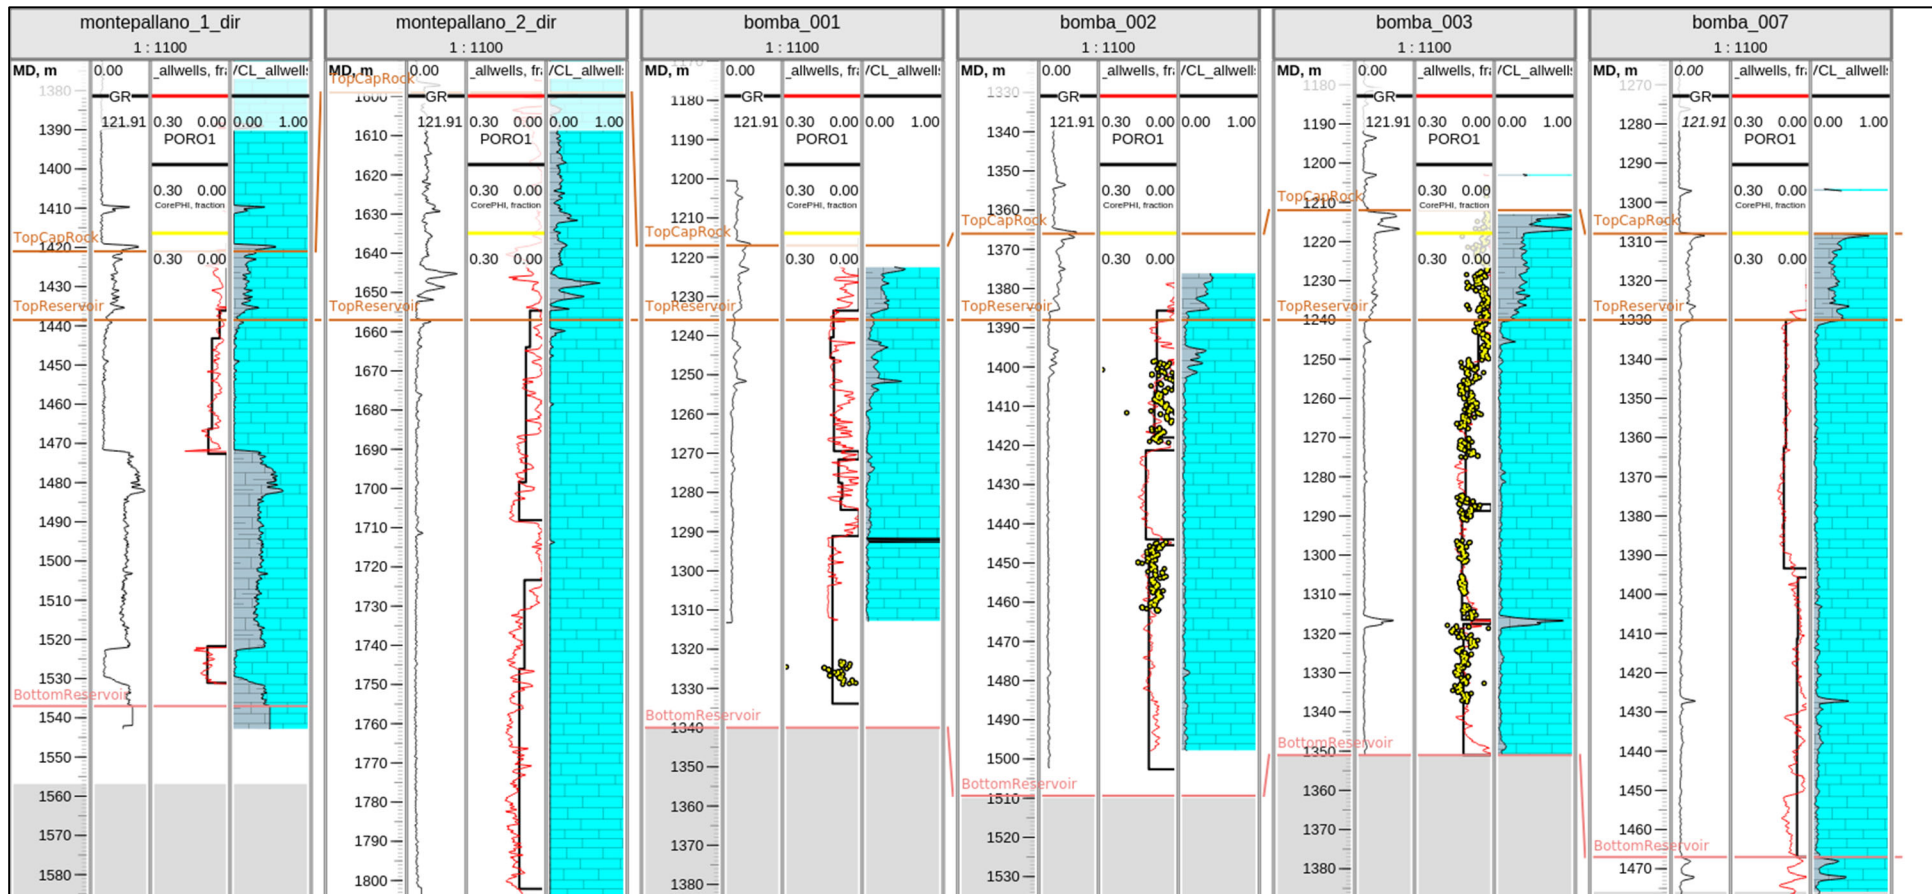 montepallano_1_dir
1 : 1100
MD, m
0.00
_allwells, fr
/CL_allwell
GR
121.91
0.30 0.00
0.00 1.00
PORO1
0.30 0.00
CorePHI, fraction
0.30 0.00
1380
1390
1400
1410
TopCapRock
1420
1430
TopReservoir
1440
1450
1460
1470
1480
1490
1500
1510
1520
1530
BottomReservoir
1540
1550
1560
1570
1580
montepallano_2_dir
1 : 1100
MD, m
0.00
_allwells, fr
/CL_allwell
TopCapRock
GR
121.91
0.30 0.00
0.00 1.00
PORO1
0.30 0.00
CorePHI, fraction
0.30 0.00
1600
1610
1620
1630
1640
1650
TopReservoir
1660
1670
1680
1690
1700
1710
1720
1730
1740
1750
1760
1770
1780
1790
1800
bomba_001
1 : 1100
MD, m
0.00
_allwells, fr
/CL_allwell
GR
121.91
0.30 0.00
0.00 1.00
PORO1
0.30 0.00
CorePHI, fraction
0.30 0.00
1170
1180
1190
1200
1210
TopCapRock
1220
1230
TopReservoir
1240
1250
1260
1270
1280
1290
1300
1310
1320
1330
BottomReservoir
1340
1350
1360
1370
1380
bomba_002
1 : 1100
MD, m
0.00
_allwells, fr
/CL_allwell
GR
121.91
0.30 0.00
0.00 1.00
PORO1
0.30 0.00
CorePHI, fraction
0.30 0.00
1330
1340
1350
1360
TopCapRock
1370
1380
TopReservoir
1390
1400
1410
1420
1430
1440
1450
1460
1470
1480
1490
1500
BottomReservoir
1510
1520
1530
bomba_003
1 : 1100
MD, m
0.00
_allwells, fr
/CL_allwell
GR
121.91
0.30 0.00
0.00 1.00
PORO1
0.30 0.00
CorePHI, fraction
0.30 0.00
1180
1190
1200
TopCapRock
1210
1220
1230
TopReservoir
1240
1250
1260
1270
1280
1290
1300
1310
1320
1330
1340
BottomReservoir
1350
1360
1370
1380
bomba_007
1 : 1100
MD, m
0.00
_allwells, fr
/CL_allwell
GR
121.91
0.30 0.00
0.00 1.00
PORO1
0.30 0.00
CorePHI, fraction
0.30 0.00
1270
1280
1290
1300
TopCapRock
1310
1320
TopReservoir
1330
1340
1350
1360
1370
1380
1390
1400
1410
1420
1430
1440
1450
1460
BottomReservoir
1470